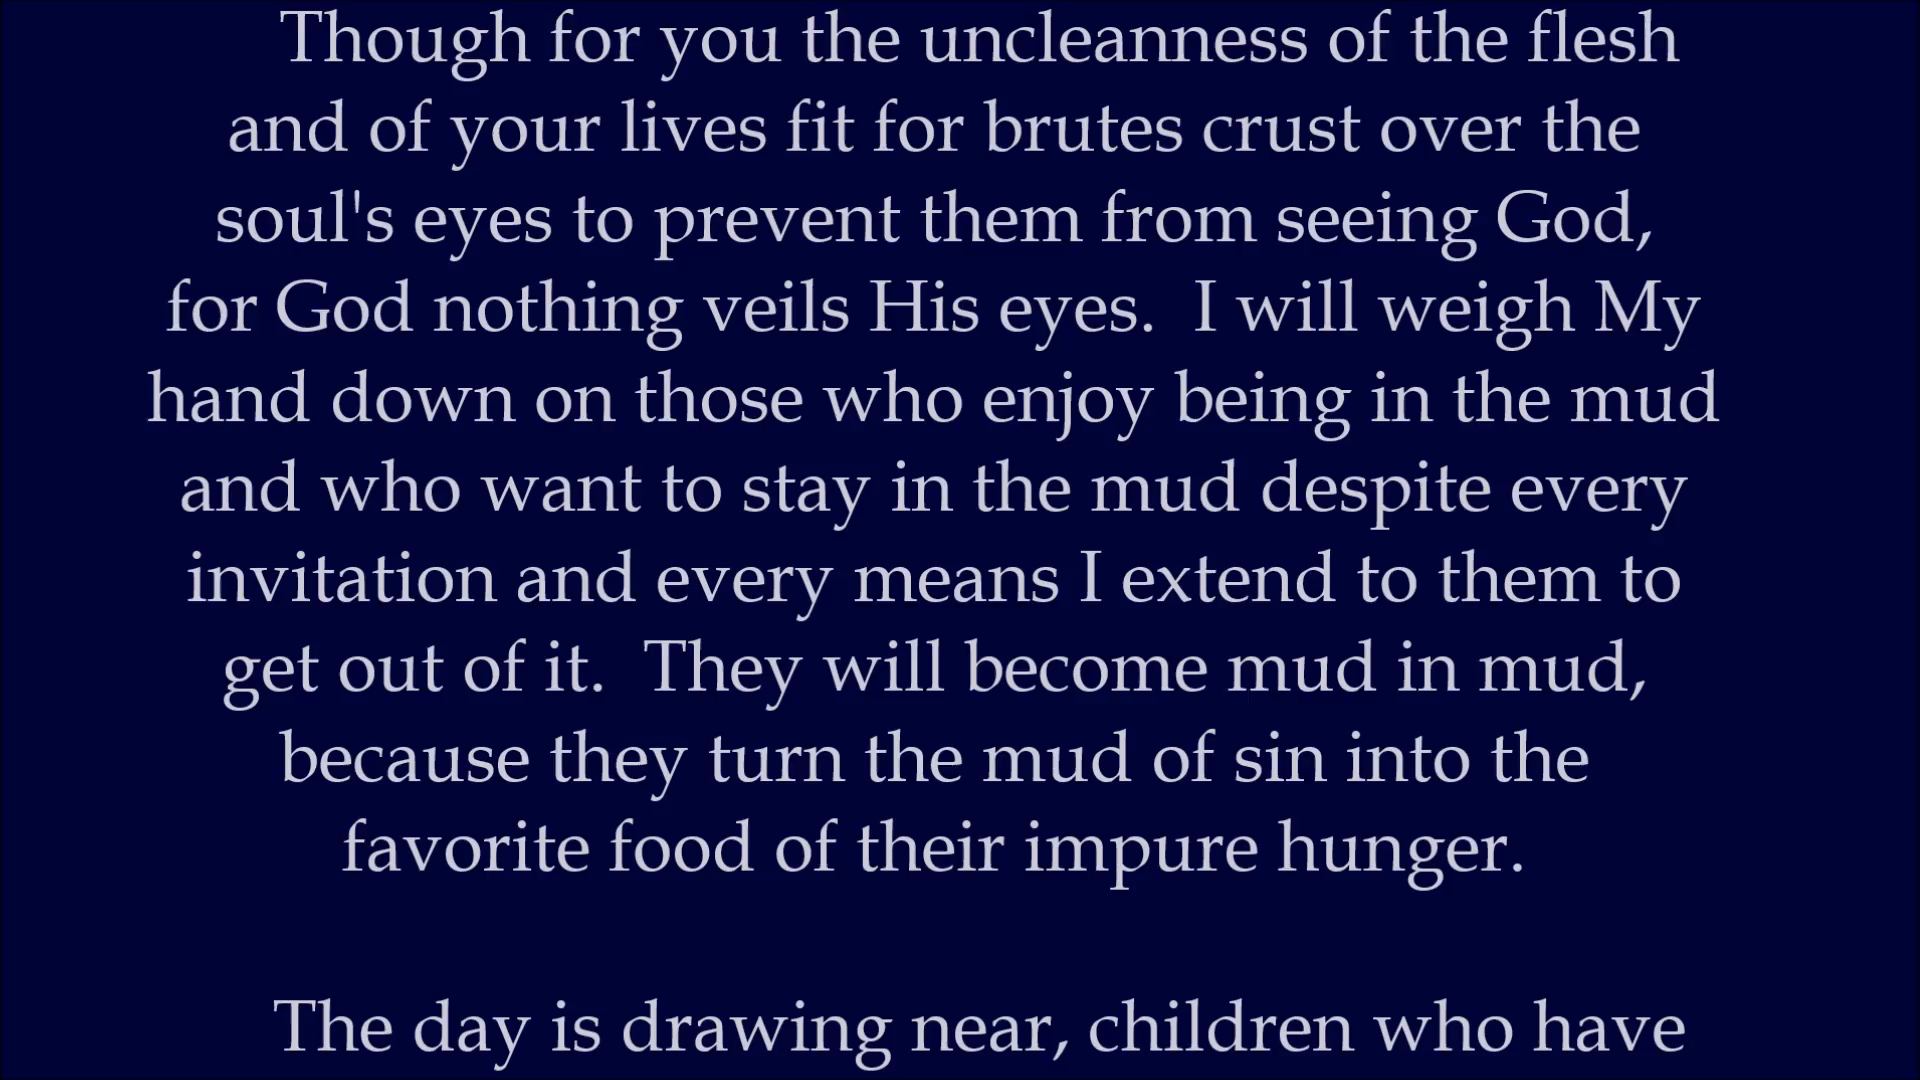 Though for you the uncleanness of the flesh
and of your lives fit for brutes crust over the
soul's eyes to prevent them from seeing God,
for God nothing veils His eyes.  I will weigh My
hand down on those who enjoy being in the mud
and who want to stay in the mud despite every
invitation and every means I extend to them to
get out of it.  They will become mud in mud,
because they turn the mud of sin into the
favorite food of their impure hunger.
The day is drawing near, children who have